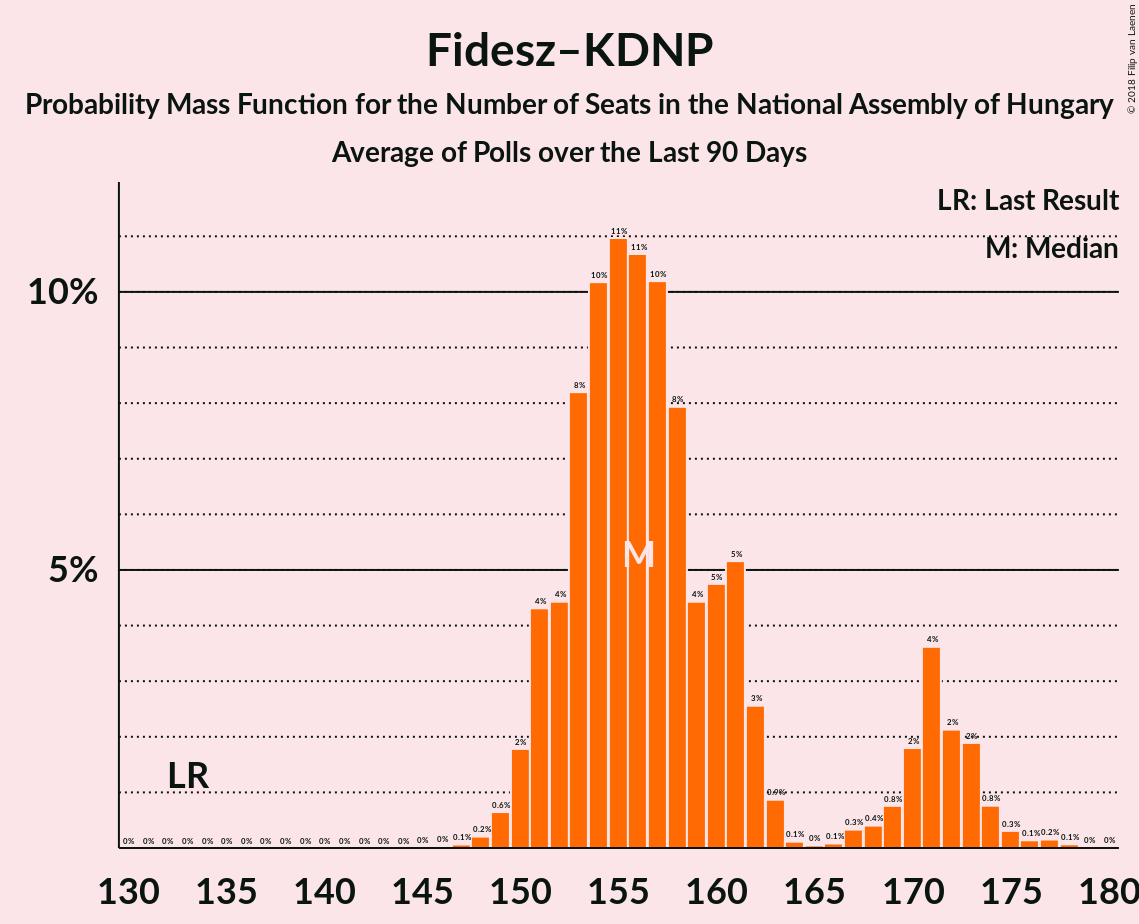 Fidesz–KDNP
Probability Mass Function for the Number of Seats in the National Assembly of Hungary
Average of Polls over the Last 90 Days
© 2018 Filip van Laenen
LR: Last Result
M: Median
10%
5%
0% 0% 0% 0% 0% 0% 0% 0% 0% 0% 0% 0% 0% 0% 0% 0% 0% 0.1% 0.2% 0.6% 2% 4% 4% 8% 10% 11% 11% 10% 8% 4% 5% 5% 3% 0.9% 0.1% 0% 0.1% 0.3% 0.4% 0.8% 2% 4% 2% 2% 0.8% 0.3% 0.1% 0.2% 0.1% 0% 0%
M
LR
130 135 140 145 150 155 160 165 170 175 180